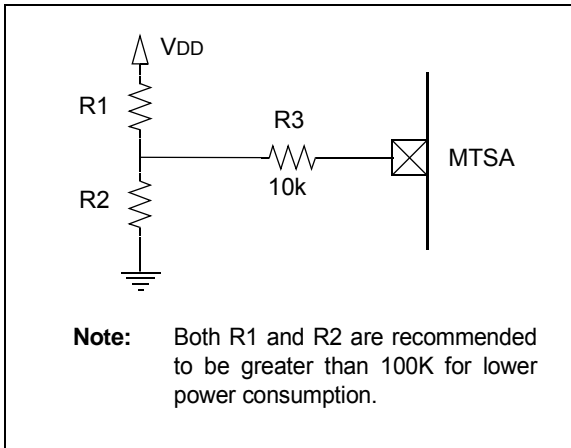 VDD
R1
R3
MTSA
10k
R2
Note: Both R1 and R2 are recommended
to be greater than 100K for lower
power consumption.